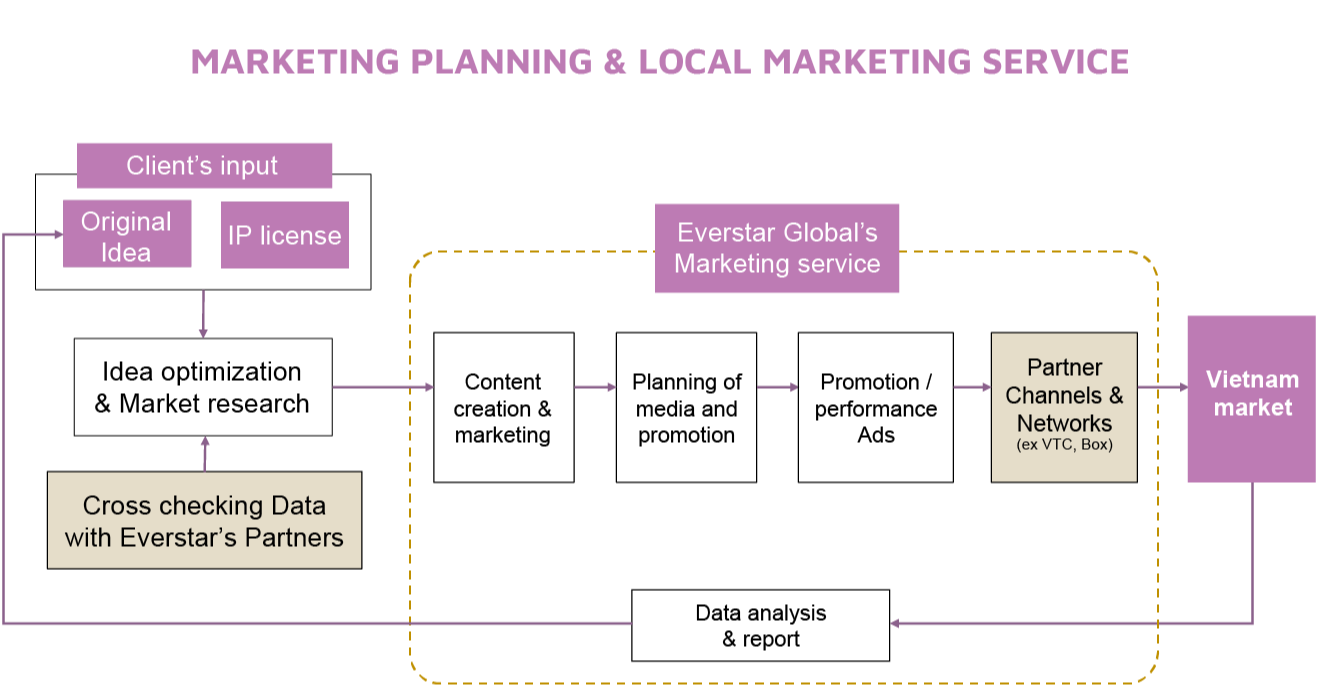 MARKETING PLANNING & LOCAL MARKETING SERVICE
Client’s input
Original
Idea
IP license
Idea optimization
& Market research
Cross checking Data
with Everstar’s Partners
Everstar Global’s
Marketing service
Content
creation &
marketing
Planning of
media and
promotion
Promotion /
performance
Ads
Partner
Channels &
Networks
(ex VTC, Box)
Vietnam
market
Data analysis
& report